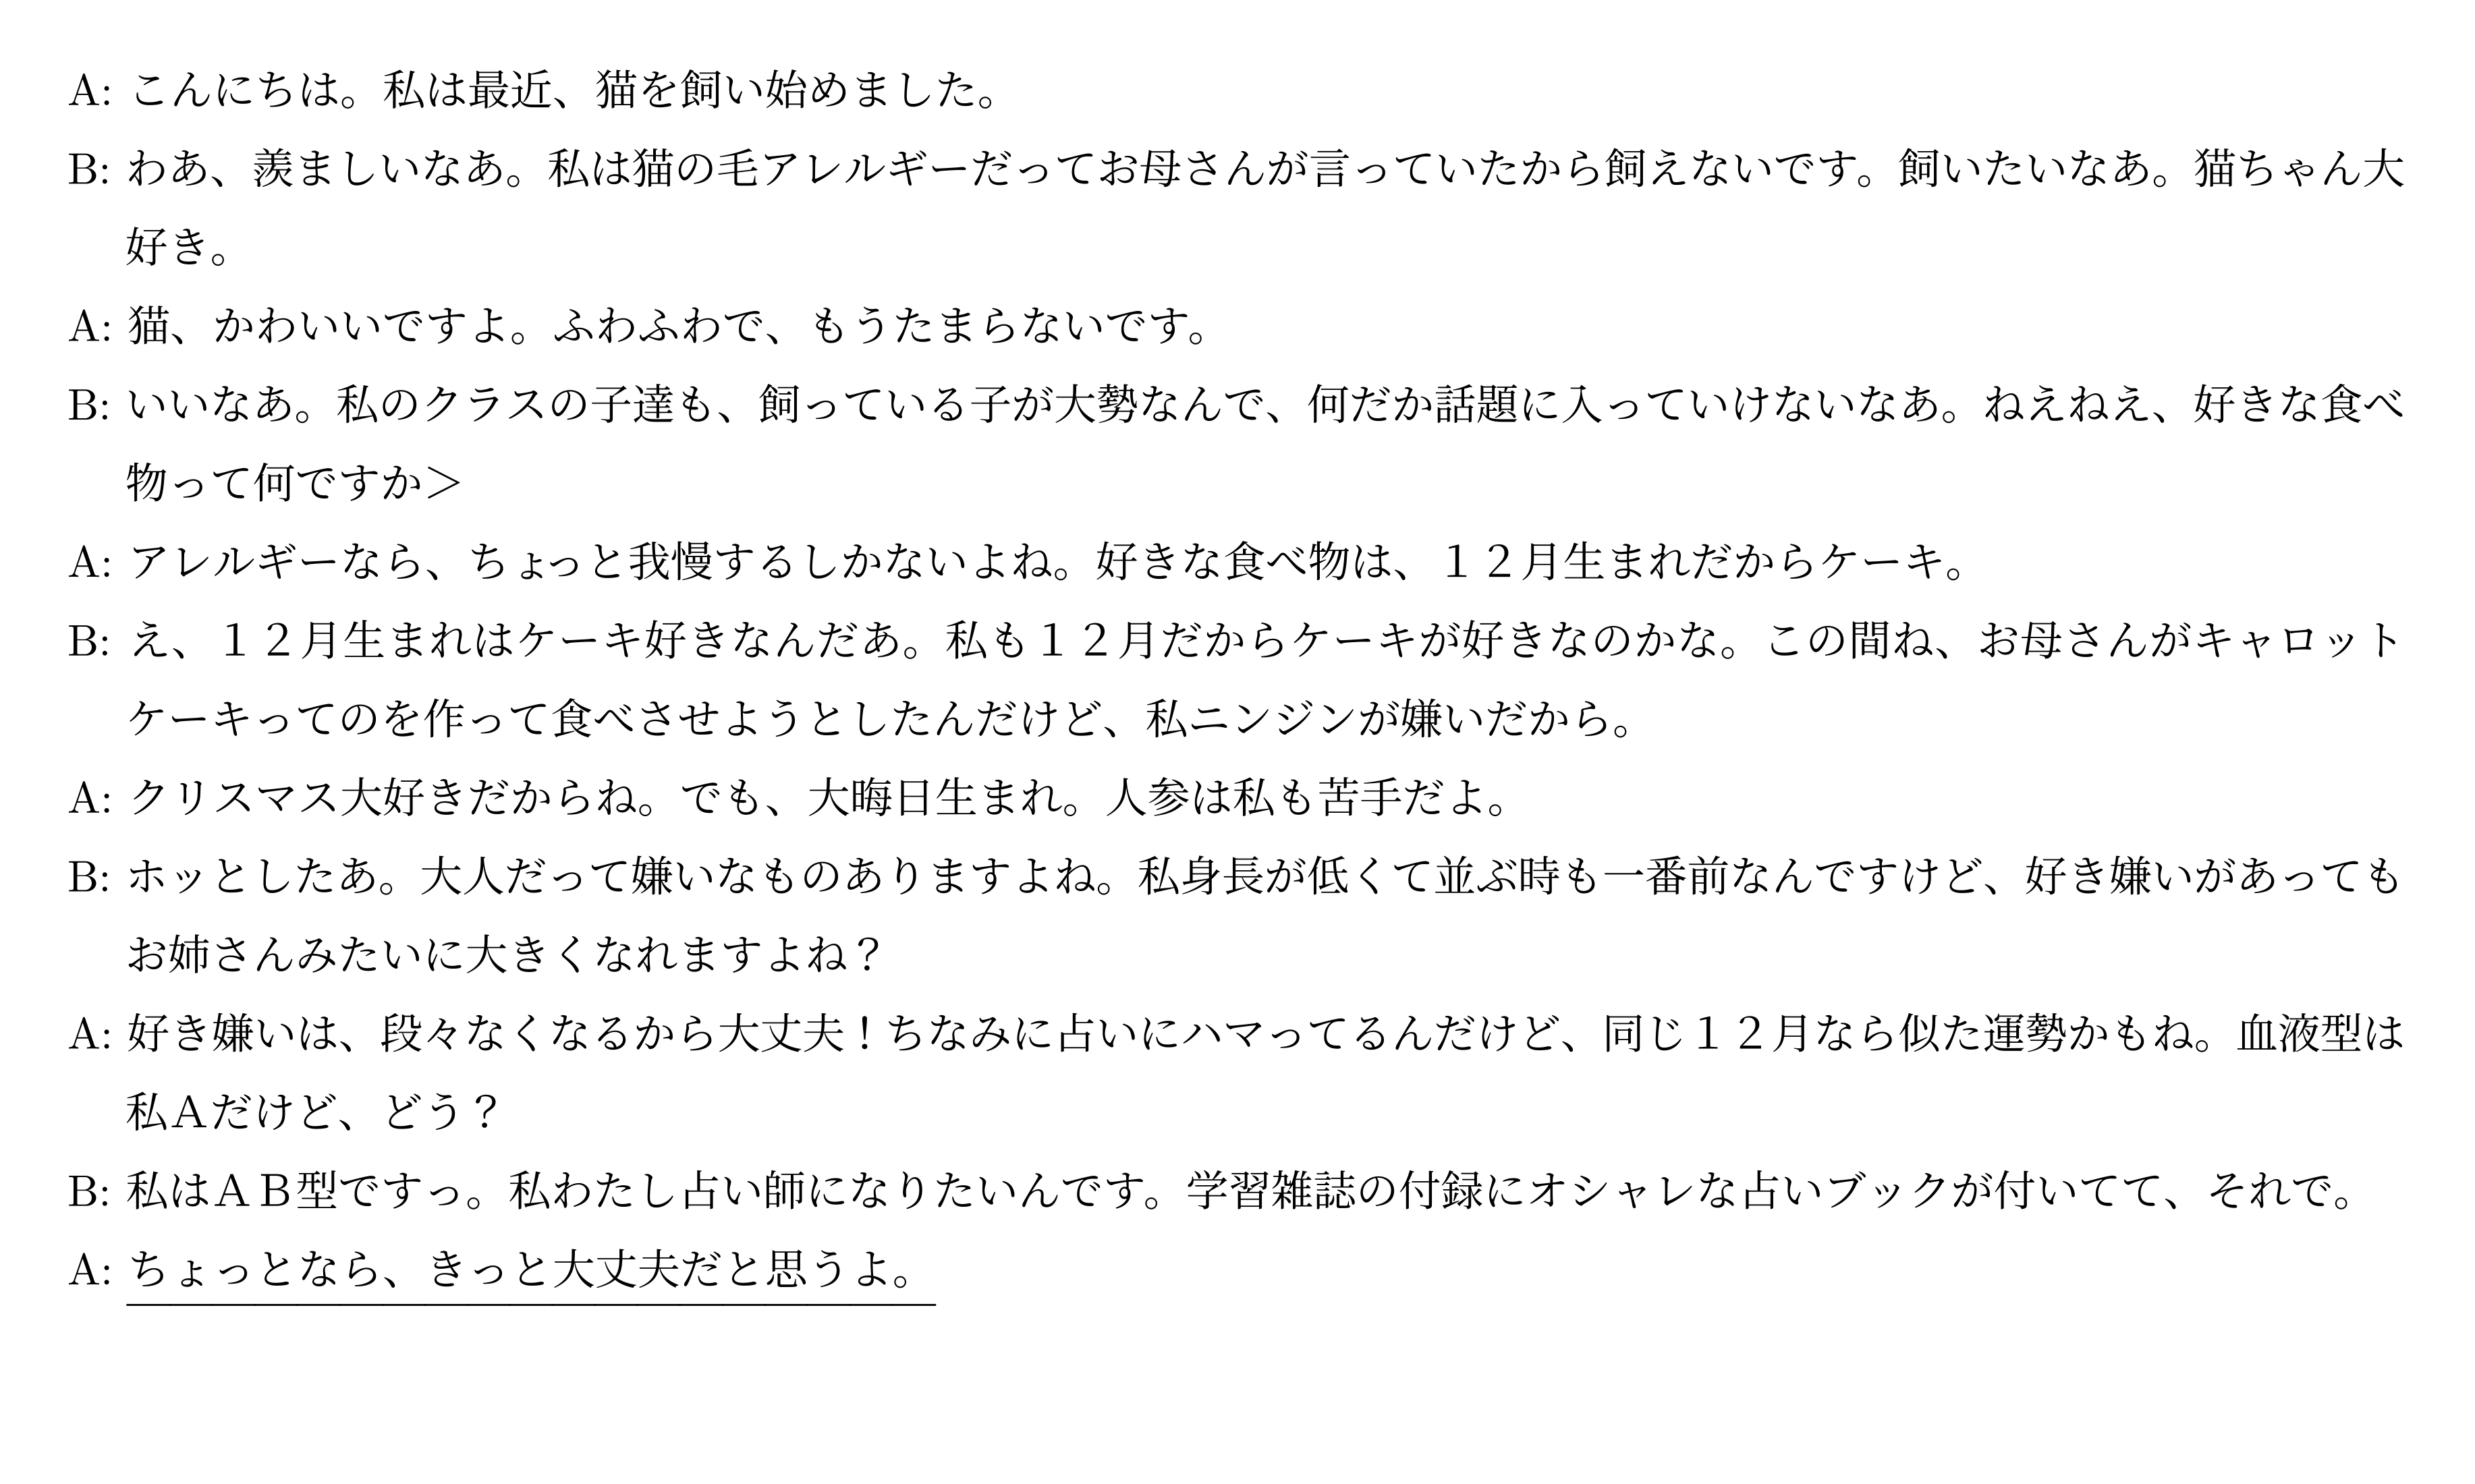 A: こんにちは。私は最近、猫を飼い始めました。
B: わあ、羨ましいなあ。私は猫の毛アレルギーだってお母さんが言っていたから飼えないです。飼いたいなあ。猫ちゃん大
好き。
A: 猫、かわいいですよ。ふわふわで、もうたまらないです。
B: いいなあ。私のクラスの子達も、飼っている子が大勢なんで、何だか話題に入っていけないなあ。ねえねえ、好きな食べ
物って何ですか＞
A: アレルギーなら、ちょっと我慢するしかないよね。好きな食べ物は、１２月生まれだからケーキ。
B: え、１２月生まれはケーキ好きなんだあ。私も１２月だからケーキが好きなのかな。この間ね、お母さんがキャロット
ケーキってのを作って食べさせようとしたんだけど、私ニンジンが嫌いだから。
A: クリスマス大好きだからね。でも、大晦日生まれ。人参は私も苦手だよ。
B: ホッとしたあ。大人だって嫌いなものありますよね。私身長が低くて並ぶ時も一番前なんですけど、好き嫌いがあっても
お姉さんみたいに大きくなれますよね？
A: 好き嫌いは、段々なくなるから大丈夫！ちなみに占いにハマってるんだけど、同じ１２月なら似た運勢かもね。血液型は
私Ａだけど、どう？
B: 私はＡＢ型ですっ。私わたし占い師になりたいんです。学習雑誌の付録にオシャレな占いブックが付いてて、それで。
A: ちょっとなら、きっと大丈夫だと思うよ。